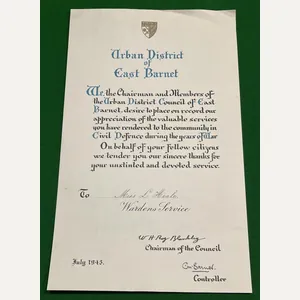 Urban District
of
East Barnet
We, the Chairman and Members of
the Urban District Council of East
Barnet, desire to place on record our
appreciation of the valuable services
you have rendered to the community in
Civil Defence during the years of War
On behalf of your fellow citizens
we tender you our sincere thanks for
your unstinted and devoted service.
To Miss L.
Wardens Service
Chairman of the Council
July 1945.
Controller